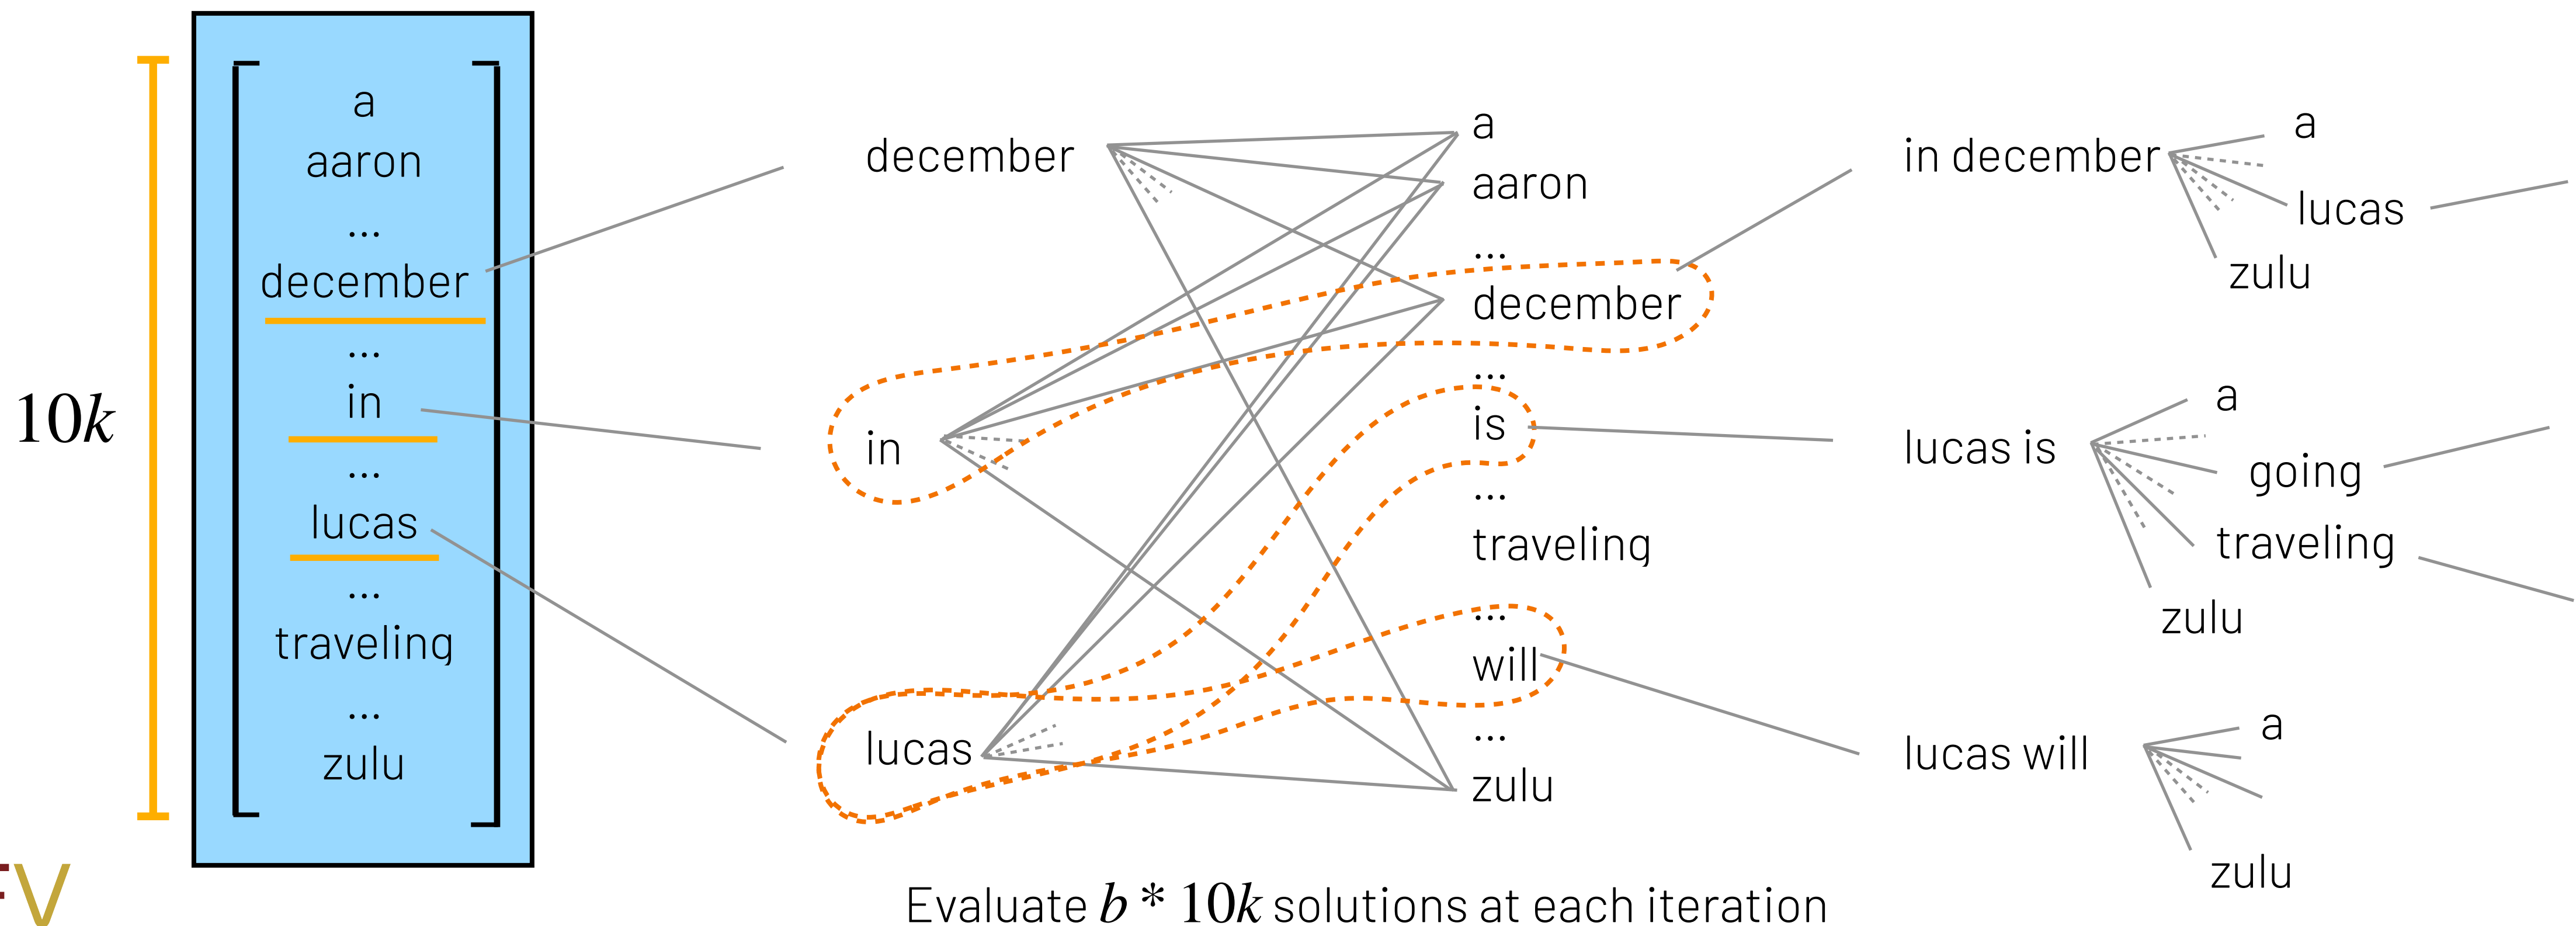 10k
a
aaron
...
december
...
in
...
lucas
...
traveling
...
zulu
december
in
lucas
a
aaron
...
december
...
is
...
traveling
...
will
...
zulu
in december
a
lucas
zulu
lucas is
a
going
traveling
zulu
lucas will
a
zulu
Evaluate b * 10k solutions at each iteration
V